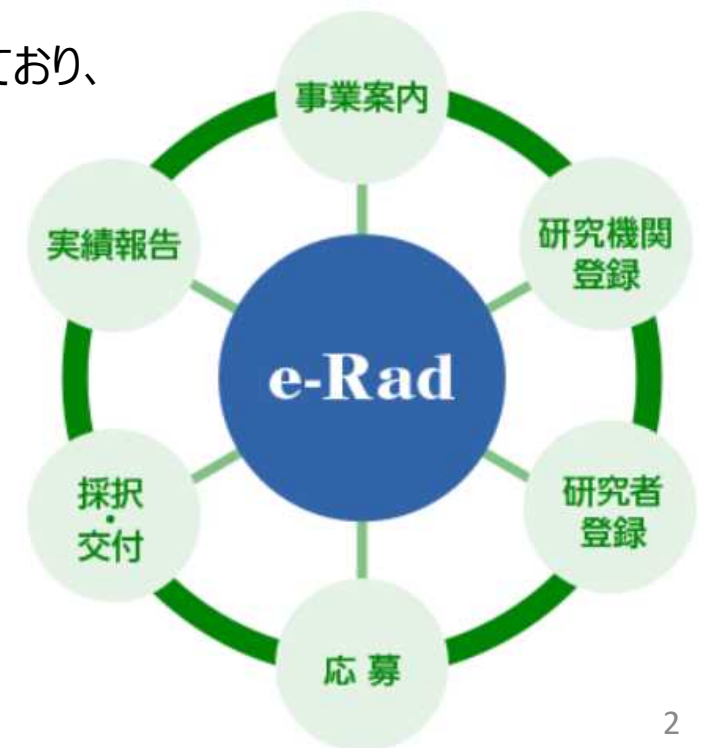 ており、
事業案内
研究機関
登録
研究者
登録
応 募
採択
・
交付
実績報告
e-Rad
2